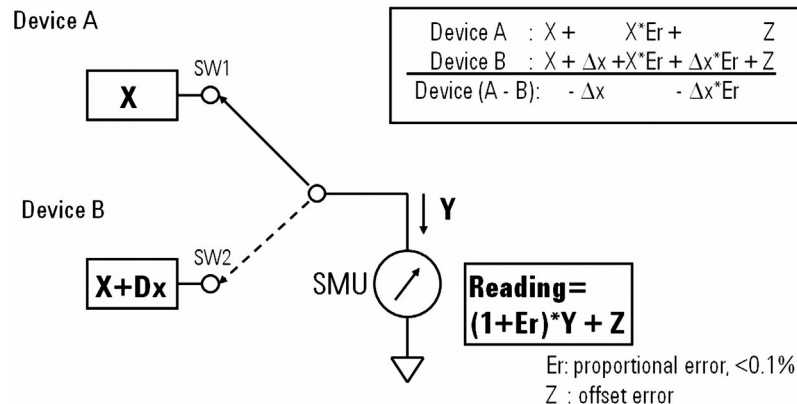 Device A
Device A : X + X*Er + Z
Device B : X + Δx +X*Er + Δx*Er + Z
Device (A - B): - Δx - Δx*Er
SW1
X
Device B
Y
SW2
X+Dx
SMU
Reading=
(1+Er)*Y + Z
Er: proportional error, <0.1%
Z : offset error